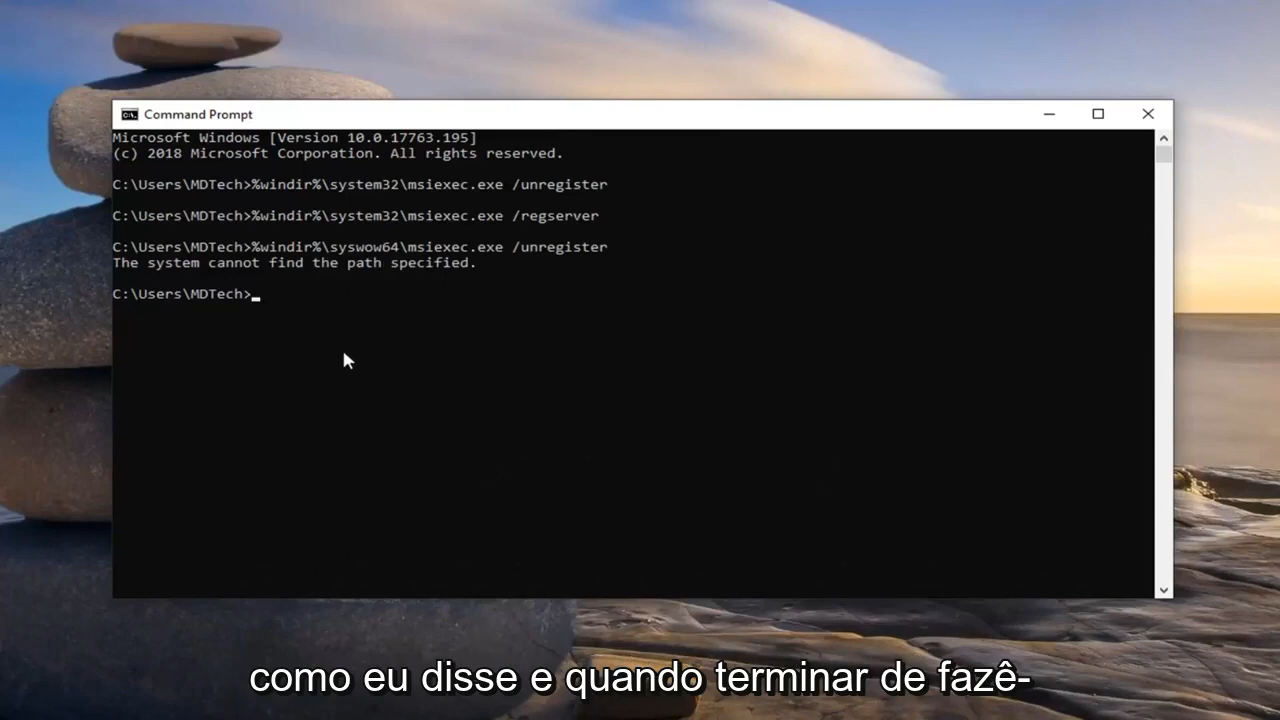 Command Prompt
Microsoft Windows [Version 10.0.17763.195]
(c) 2018 Microsoft Corporation. All rights reserved.
C:\Users\MDTech>%windir%\system32\msiexec.exe /unregister
C:\Users\MDTech>%windir%\system32\msiexec.exe /regserver
C:\Users\MDTech>%windir%\syswow64\msiexec.exe /unregister
The system cannot find the path specified.
C:\Users\MDTech>
como eu disse e quando terminar de fazê-